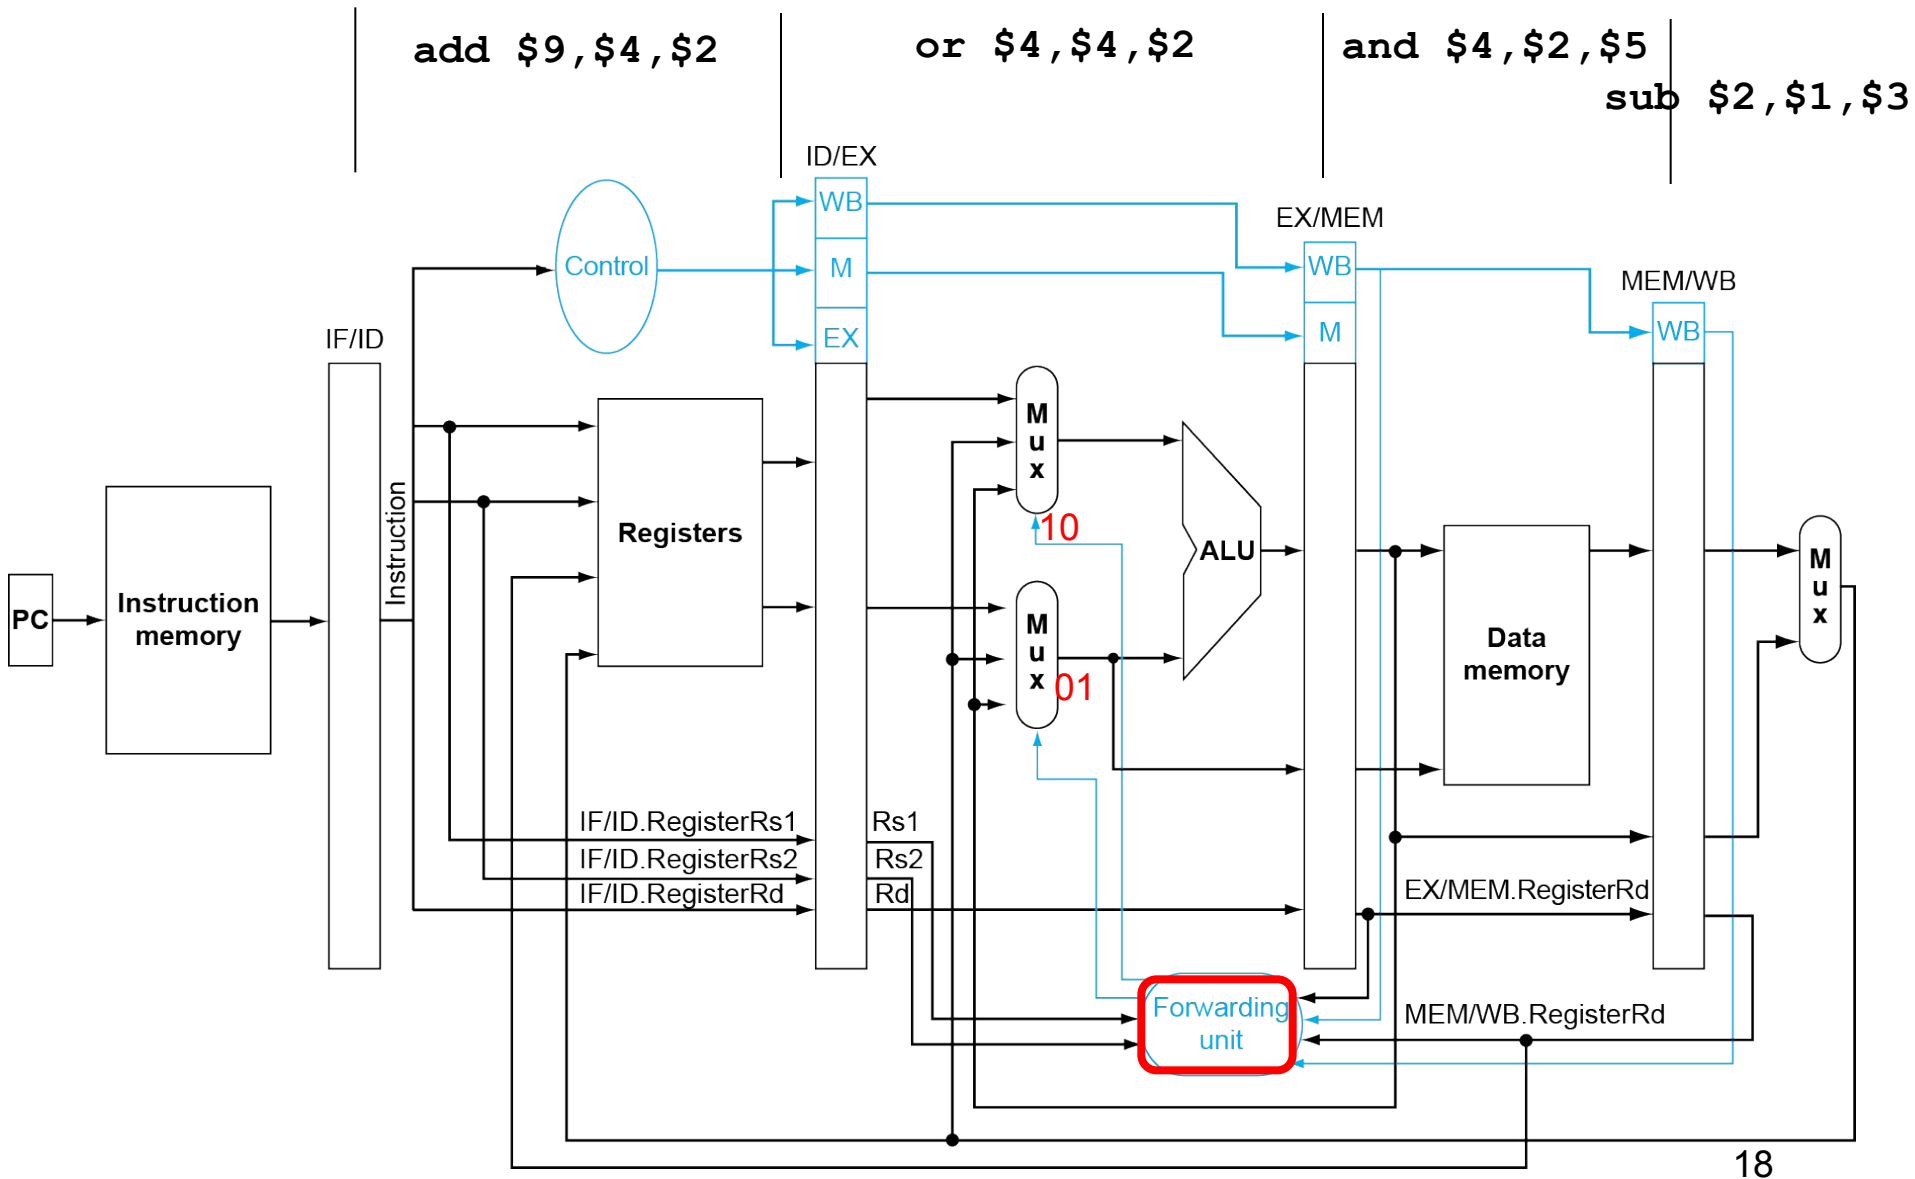 add $9,$4,$2
or $4,$4,$2
and $4,$2,$5
sub $2,$1,$3
ID/EX
WB
EX/MEM
Control
M
WB
MEM/WB
IF/ID
EX
M
WB
M
u
x
Instruction
Registers
10
ALU
M
u
x
PC
Instruction
memory
M
u
x
01
Data
memory
IF/ID.RegisterRs1
Rs1
IF/ID.RegisterRs2
Rs2
IF/ID.RegisterRd
Rd
EX/MEM.RegisterRd
Forwarding
unit
MEM/WB.RegisterRd
18